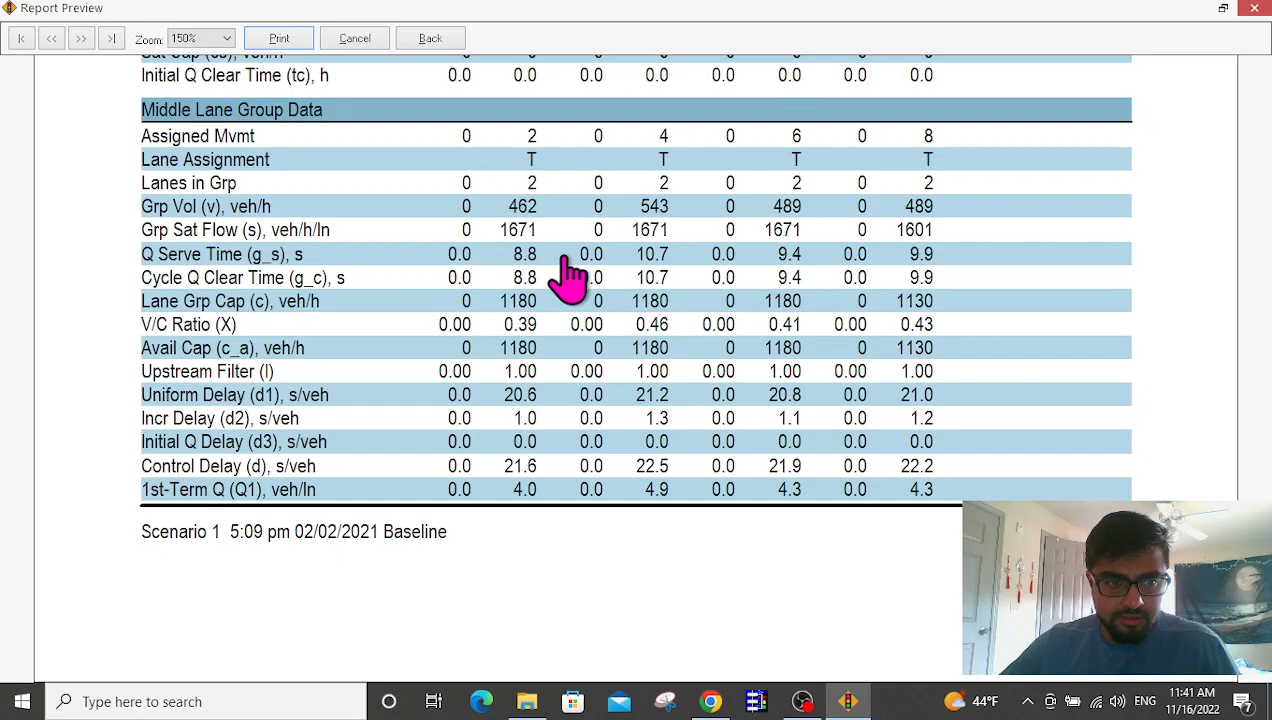 Report Preview
Zoom: 150% Print Cancel Back
Initial Q Clear Time (tc), h 0.0 0.0 0.0 0.0 0.0 0.0 0.0 0.0
Middle Lane Group Data
Assigned Mvmt 0 2 0 4 0 6 0 8
Lane Assignment T T T T
Lanes in Grp 0 2 0 2 0 2 0 2
Grp Vol (v), veh/h 0 462 0 543 0 489 0 489
Grp Sat Flow (s), veh/h/ln 0 1671 0 1671 0 1671 0 1601
Q Serve Time (g_s), s 0.0 8.8 0.0 10.7 0.0 9.4 0.0 9.9
Cycle Q Clear Time (g_c), s 0.0 8.8 10.7 0.0 9.4 0.0 9.9
Lane Grp Cap (c), veh/h 0 1180 0 1180 0 1180 0 1130
V/C Ratio (X) 0.00 0.39 0.00 0.46 0.00 0.41 0.00 0.43
Avail Cap (c_a), veh/h 0 1180 0 1180 0 1180 0 1130
Upstream Filter (I) 0.00 1.00 0.00 1.00 0.00 1.00 0.00 1.00
Uniform Delay (d1), s/veh 0.0 20.6 0.0 21.2 0.0 20.8 0.0 21.0
Incr Delay (d2), s/veh 0.0 1.0 0.0 1.3 0.0 1.1 0.0 1.2
Initial Q Delay (d3), s/veh 0.0 0.0 0.0 0.0 0.0 0.0 0.0 0.0
Control Delay (d), s/veh 0.0 21.6 0.0 22.5 0.0 21.9 0.0 22.2
1st-Term Q (Q1), veh/ln 0.0 4.0 0.0 4.9 0.0 4.3 0.0 4.3
Scenario 1 5:09 pm 02/02/2021 Baseline
Type here to search
44°F
ENG
11:41 AM
11/16/2022
7